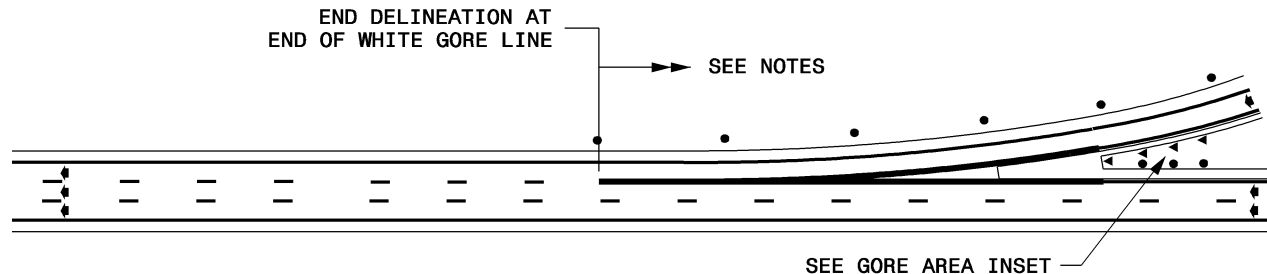 END DELINEATION AT
END OF WHITE GORE LINE
SEE NOTES
SEE GORE AREA INSET